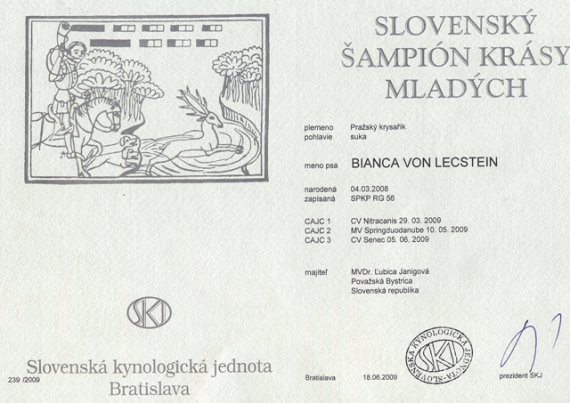 SLOVENSKÝ
ŠAMPIÓN KRÁSY
MLADÝCH
plemeno Pražský krysařík
pohlavie suka
meno psa BIANCA VON LECSTEIN
narodená 04.03.2008
zapísaná SPKP RG 56
CAJC 1 CV Nitracanis 29. 03. 2009
CAJC 2 MV Springduodanube 10. 05. 2009
CAJC 3 CV Senec 05. 06. 2009
majiteľ MVDr. Ľubica Janigová
Považská Bystrica
Slovenská republika
SKJ
Slovenská kynologická jednota
Bratislava
239 /2009
Bratislava 18.06.2009 prezident SKJ
SLOVENSKÁ KYNOLOGICKÁ JEDNOTA
SKJ